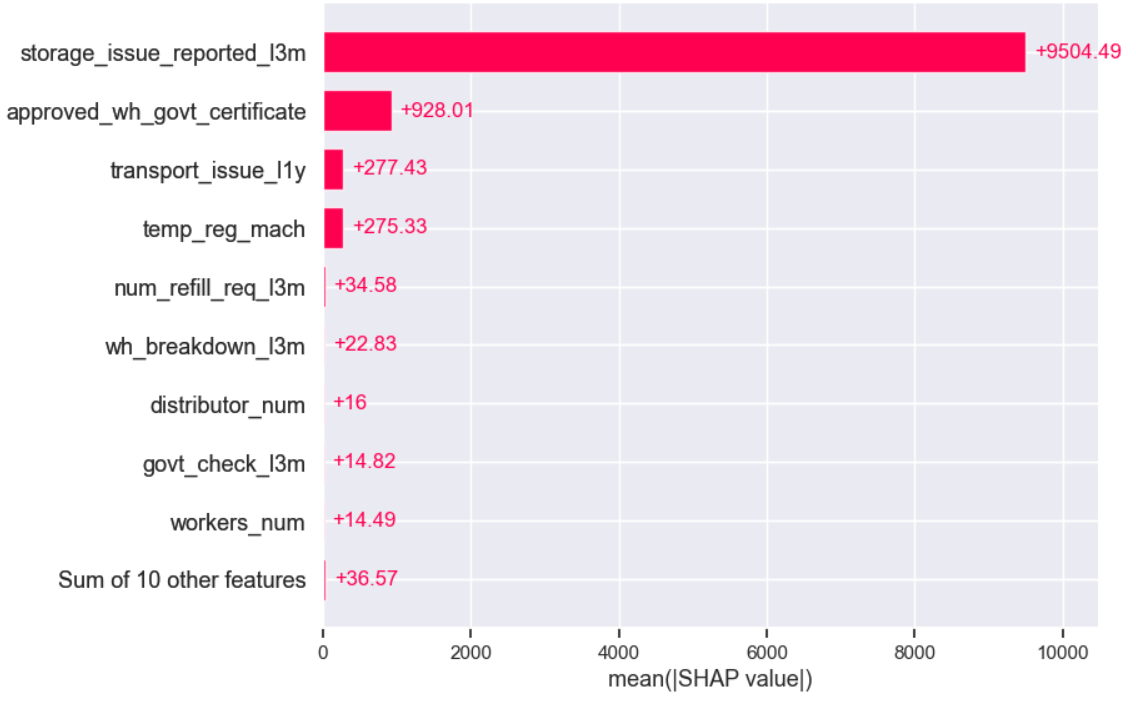 storage_issue_reported_l3m +9504.49
approved_wh_govt_certificate +928.01
transport_issue_l1y +277.43
temp_reg_mach +275.33
num_refill_req_l3m +34.58
wh_breakdown_l3m +22.83
distributor_num +16
govt_check_l3m +14.82
workers_num +14.49
Sum of 10 other features +36.57
0 2000 4000 6000 8000 10000
mean(|SHAP value|)